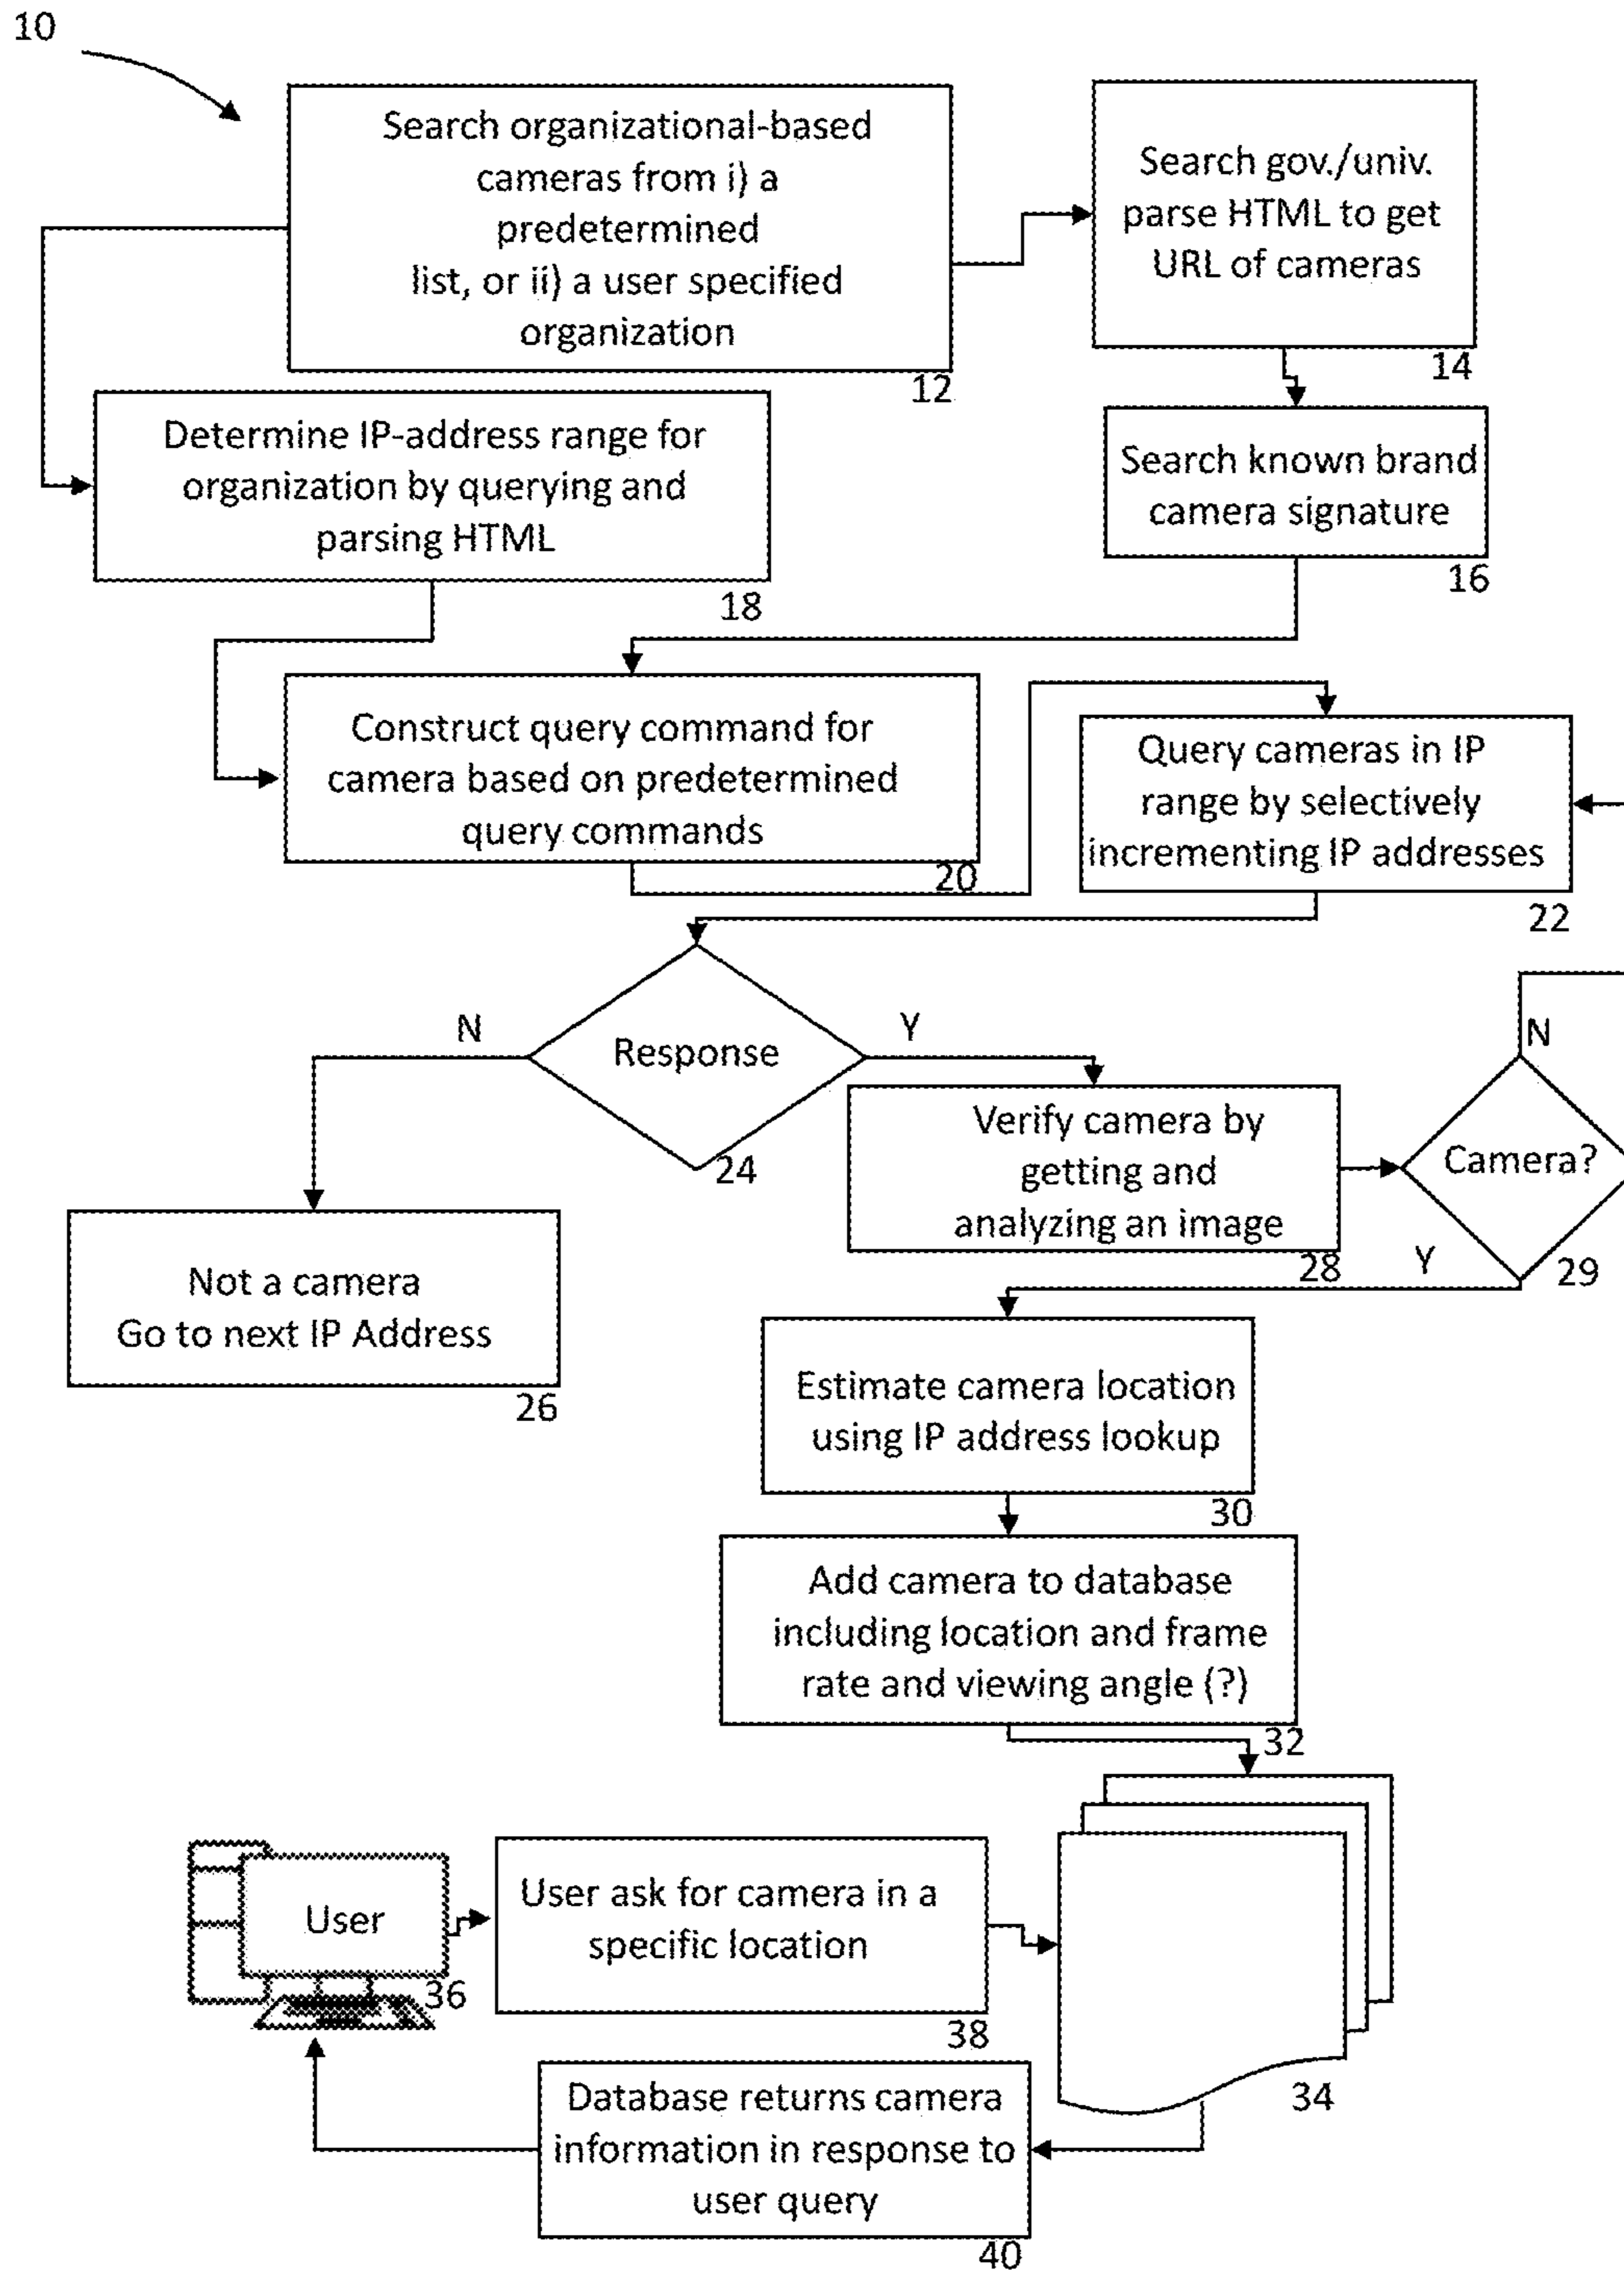 10
Search organizational-based
cameras from i) a
predetermined
list, or ii) a user specified
organization
12
Search gov./univ.
parse HTML to get
URL of cameras
14
Determine IP-address range for
organization by querying and
parsing HTML
18
Search known brand
camera signature
16
Construct query command for
camera based on predetermined
query commands
20
Query cameras in IP
range by selectively
incrementing IP addresses
22
Response
24
N
Y
Not a camera
Go to next IP Address
26
Verify camera by
getting and
analyzing an image
28
Camera?
29
N
Y
Estimate camera location
using IP address lookup
30
Add camera to database
including location and frame
rate and viewing angle (?)
32
34
User
36
User ask for camera in a
specific location
38
Database returns camera
information in response to
user query
40